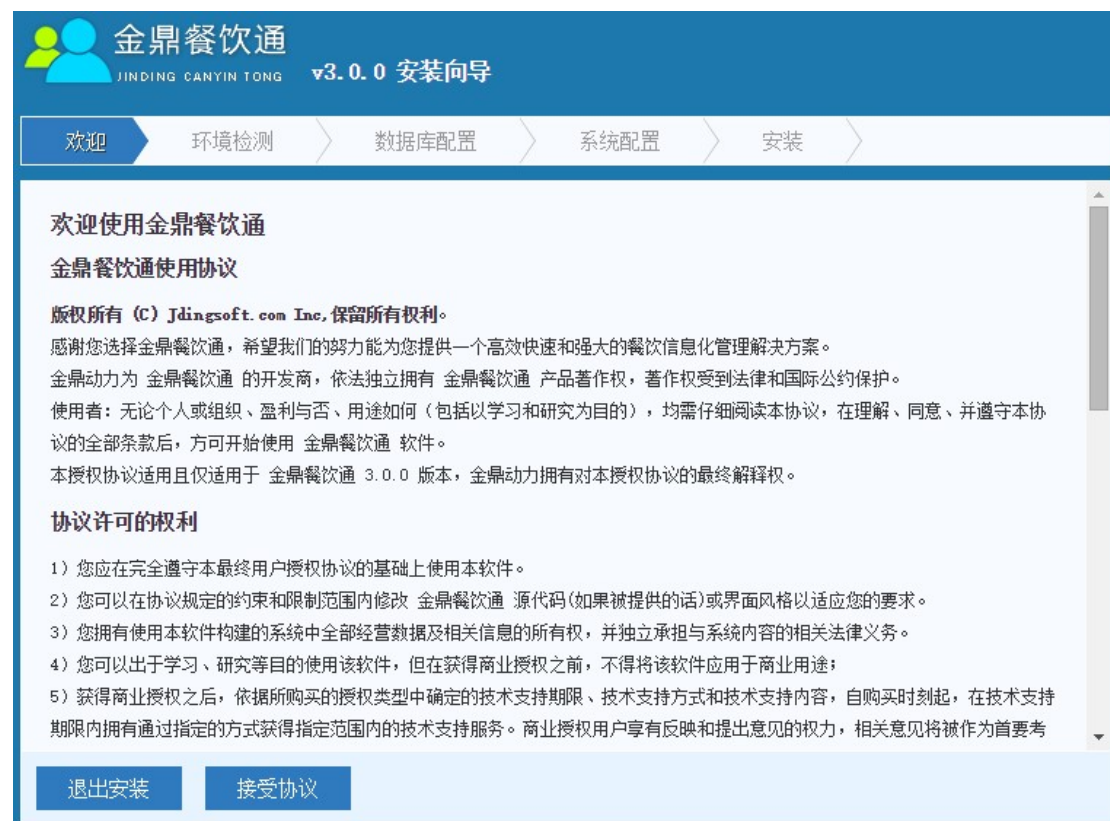 金鼎餐饮通
JINDING CANYIN TONG
v3.0.0 安装向导
欢迎
环境检测
数据库配置
系统配置
安装
欢迎使用金鼎餐饮通
金鼎餐饮通使用协议
版权所有 (C) Jdingsoft.com Inc,保留所有权利。
感谢您选择金鼎餐饮通，希望我们的努力能为您提供一个高效快速和强大的餐饮信息化管理解决方案。
金鼎动力为 金鼎餐饮通 的开发商，依法独立拥有 金鼎餐饮通 产品著作权，著作权受到法律和国际公约保护。
使用者：无论个人或组织、盈利与否、用途如何（包括以学习和研究为目的），均需仔细阅读本协议，在理解、同意、并遵守本协
议的全部条款后，方可开始使用 金鼎餐饮通 软件。
本授权协议适用且仅适用于 金鼎餐饮通 3.0.0 版本，金鼎动力拥有对本授权协议的最终解释权。
协议许可的权利
1）您应在完全遵守本最终用户授权协议的基础上使用本软件。
2）您可以在协议规定的约束和限制范围内修改 金鼎餐饮通 源代码(如果被提供的话)或界面风格以适应您的要求。
3）您拥有使用本软件构建的系统中全部经营数据及相关信息的所有权，并独立承担与系统内容的相关法律义务。
4）您可以出于学习、研究等目的使用该软件，但在获得商业授权之前，不得将该软件应用于商业用途；
5）获得商业授权之后，依据所购买的授权类型中确定的技术支持期限、技术支持方式和技术支持内容，自购买时刻起，在技术支持
期限内拥有通过指定的方式获得指定范围内的技术支持服务。商业授权用户享有反映和提出意见的权力，相关意见将被作为首要考
退出安装
接受协议